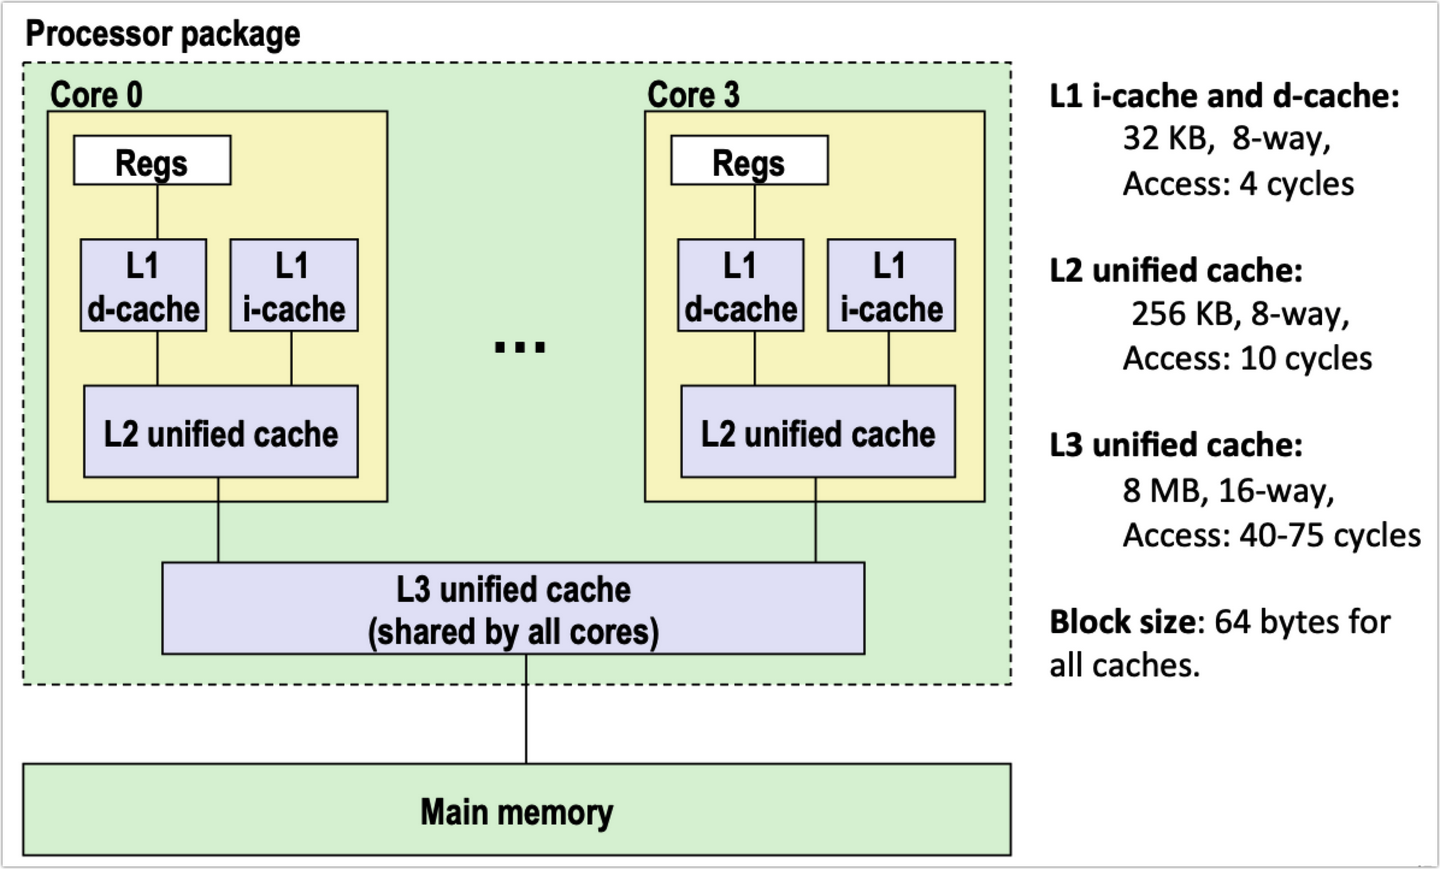 Processor package
Core 0
Core 3
Regs
Regs
L1
d-cache
L1
i-cache
L1
d-cache
L1
i-cache
...
L2 unified cache
L2 unified cache
L3 unified cache
(shared by all cores)
Main memory
L1 i-cache and d-cache:
32 KB, 8-way,
Access: 4 cycles
L2 unified cache:
256 KB, 8-way,
Access: 10 cycles
L3 unified cache:
8 MB, 16-way,
Access: 40-75 cycles
Block size: 64 bytes for
all caches.